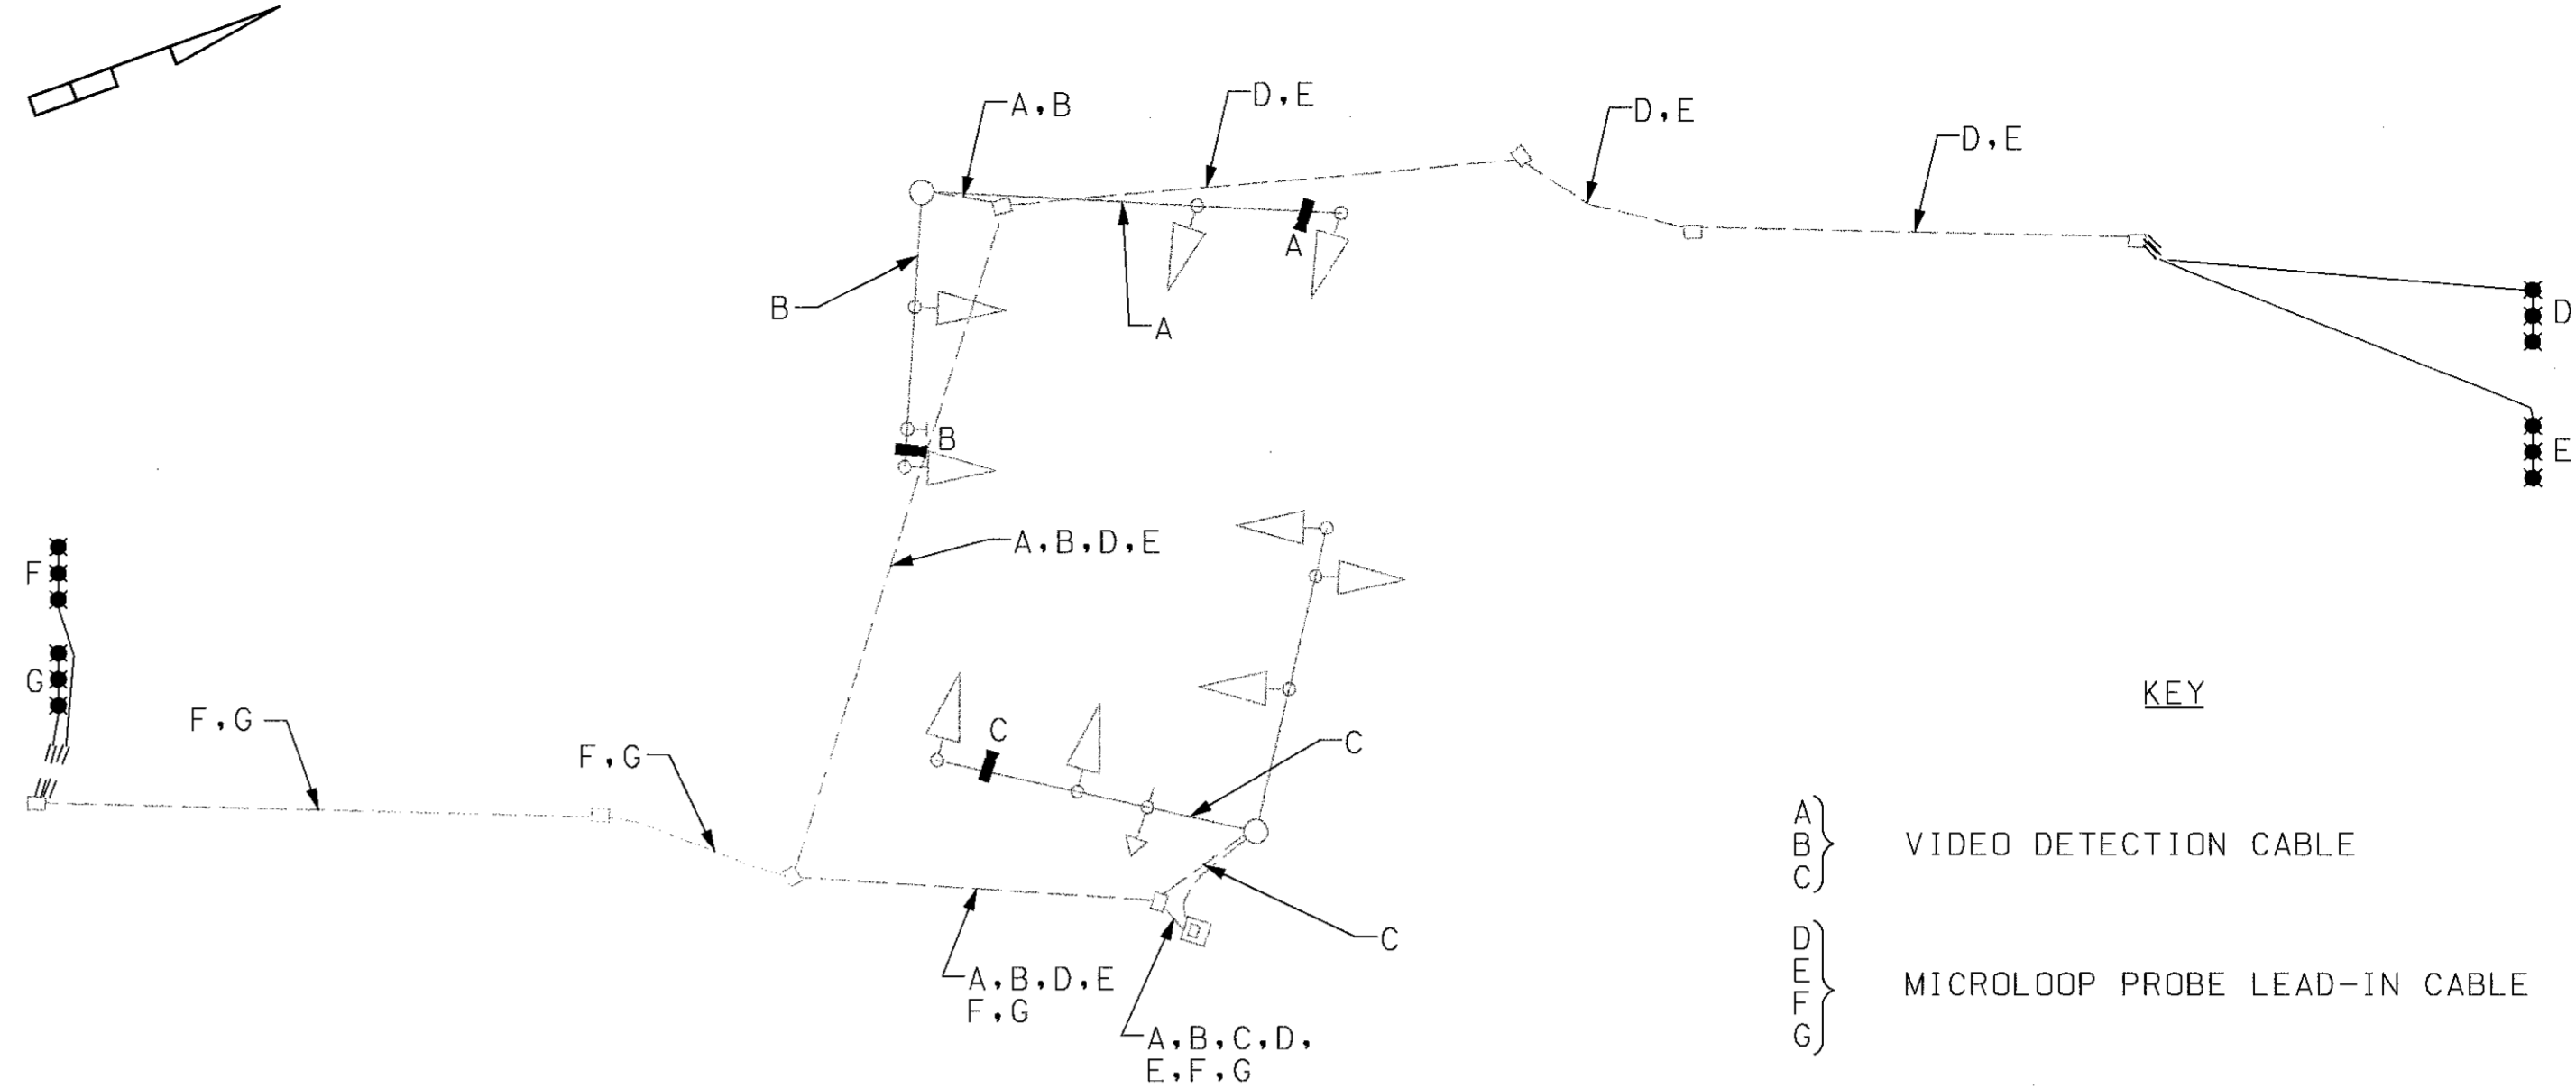 A,B
D,E
D,E
D,E
A
B
A
D
B
E
A,B,D,E
F
G
F,G
F,G
C
C
KEY
A
B
C
VIDEO DETECTION CABLE
C
D
E
F
G
MICROLOOP PROBE LEAD-IN CABLE
A,B,D,E
F,G
A,B,C,D,
E,F,G